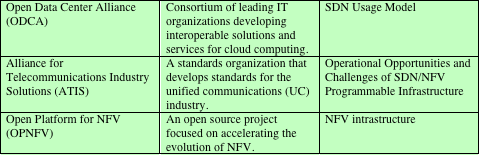 Open Data Center Alliance
(ODCA)
Consortium of leading IT
organizations developing
interoperable solutions and
services for cloud computing.
SDN Usage Model
Alliance for
Telecommunications Industry
Solutions (ATIS)
A standards organization that
develops standards for the
unified communications (UC)
industry.
Operational Opportunities and
Challenges of SDN/NFV
Programmable Infrastructure
Open Platform for NFV
(OPNFV)
An open source project
focused on accelerating the
evolution of NFV.
NFV intrastructure